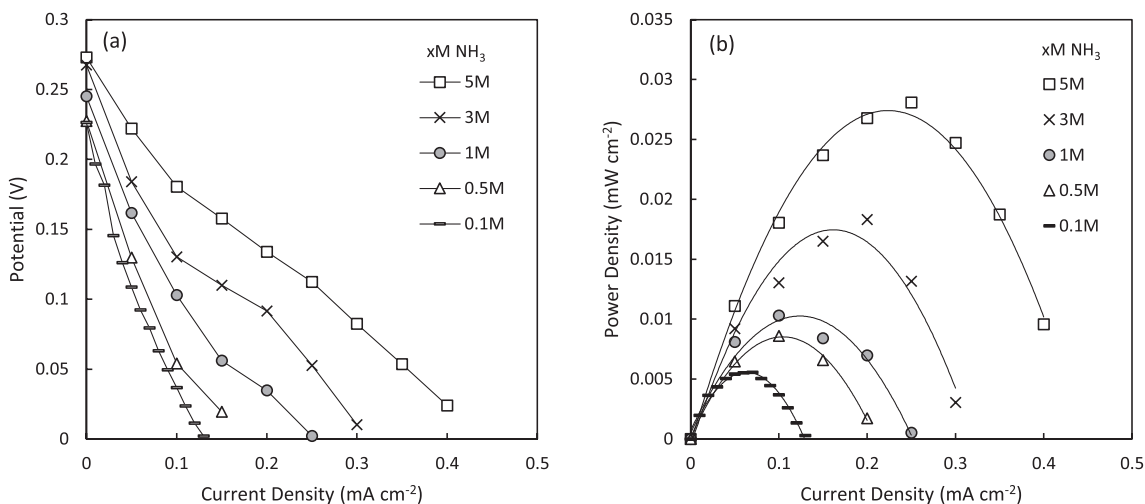 (a)
xM NH₃
5M
3M
1M
0.5M
0.1M
0.3
0.25
0.2
0.15
0.1
0.05
0
Potential (V)
0
0.1
0.2
0.3
0.4
0.5
Current Density (mA cm⁻²)
(b)
xM NH₃
5M
3M
1M
0.5M
0.1M
0.035
0.03
0.025
0.02
0.015
0.01
0.005
0
Power Density (mW cm⁻²)
0
0.1
0.2
0.3
0.4
0.5
Current Density (mA cm⁻²)